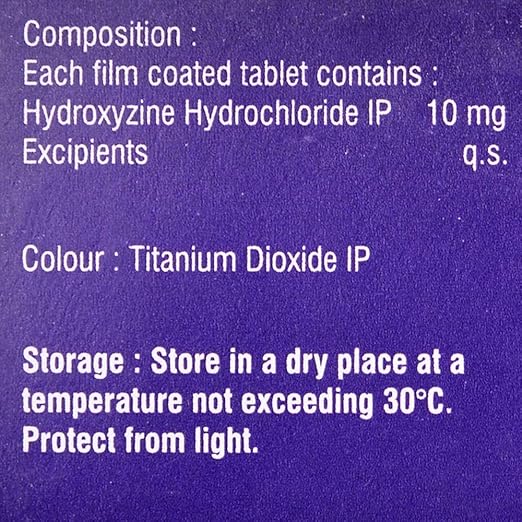 Composition :
Each film coated tablet contains :
Hydroxyzine Hydrochloride IP 10 mg
Excipients q.s.
Colour : Titanium Dioxide IP
Storage : Store in a dry place at a
temperature not exceeding 30°C.
Protect from light.